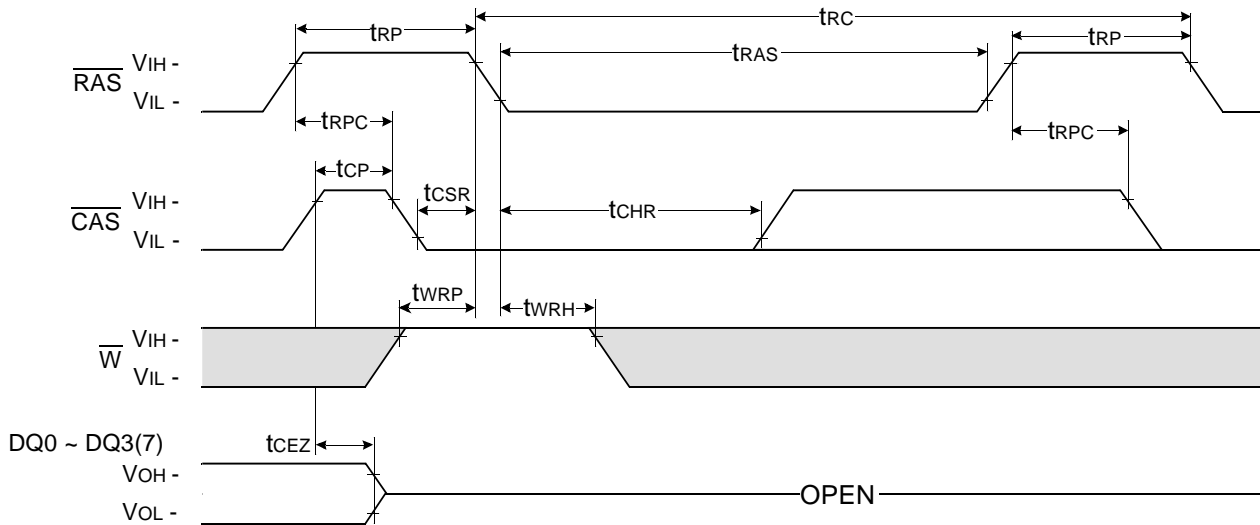 tRC
tRP
tRP
tRAS
RAS
VIH -
VIL -
tRPC
tRPC
tCP
tCSR
CAS
VIH -
VIL -
tCHR
tWRP
tWRH
W
VIH -
VIL -
DQ0 ~ DQ3(7)
tCEZ
VOH -
VOL -
OPEN